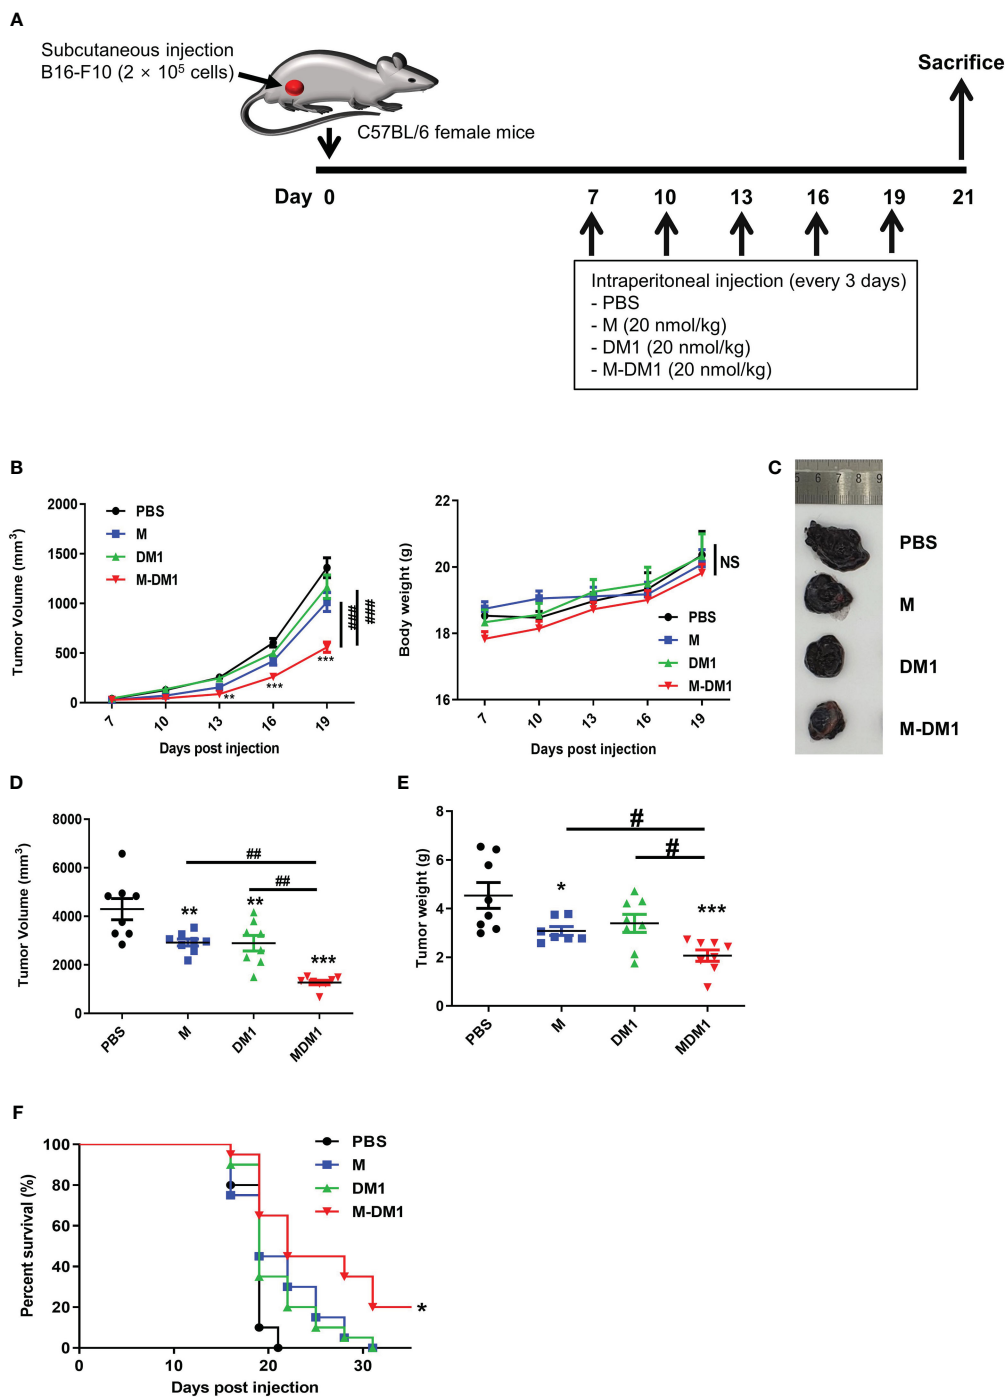 A
Subcutaneous injection
B16-F10 (2 × 10⁵ cells)
C57BL/6 female mice
Sacrifice
Day 0 7 10 13 16 19 21
Intraperitoneal injection (every 3 days)
- PBS
- M (20 nmol/kg)
- DM1 (20 nmol/kg)
- M-DM1 (20 nmol/kg)
B
Tumor Volume (mm³)
2000
1500
1000
500
0
PBS
M
DM1
M-DM1
**
***
***
###
###
7 10 13 16 19
Days post injection
Body weight (g)
22
20
18
16
NS
PBS
M
DM1
M-DM1
7 10 13 16 19
Days post injection
C
5 6 7 8 9
PBS
M
DM1
M-DM1
D
Tumor Volume (mm³)
8000
6000
4000
2000
0
##
##
**
**
***
PBS M DM1 MDM1
E
Tumor weight (g)
8
6
4
2
0
#
#
*
***
PBS M DM1 MDM1
F
Percent survival (%)
100
80
60
40
20
0
PBS
M
DM1
M-DM1
*
0 10 20 30
Days post injection